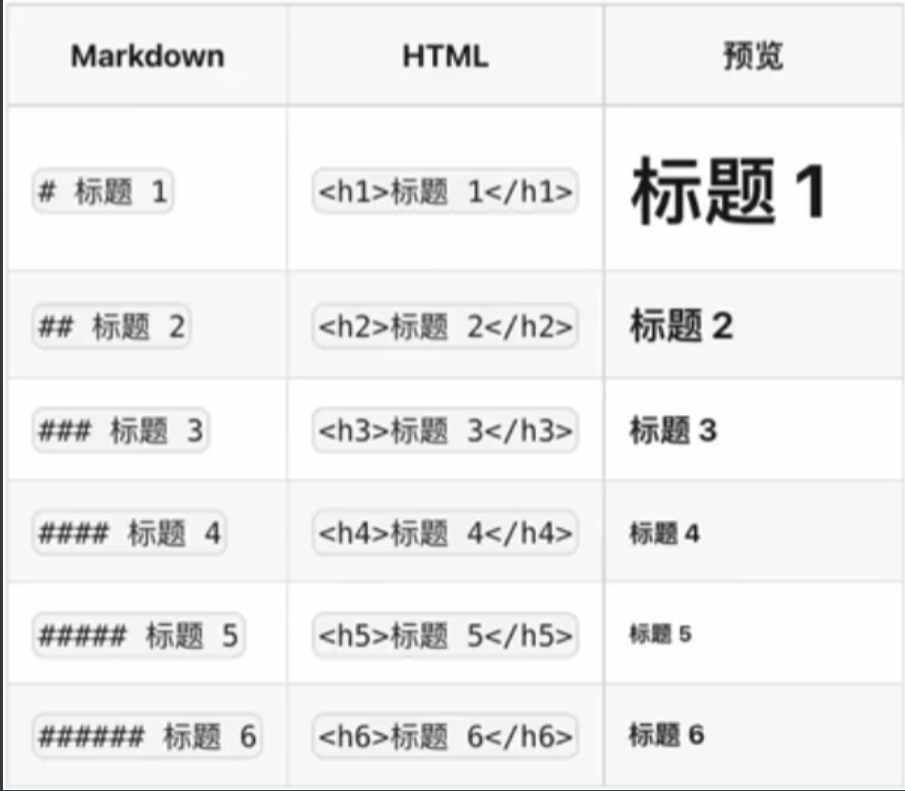 Markdown HTML 预览
# 标题 1 <h1>标题 1</h1> 标题 1
## 标题 2 <h2>标题 2</h2> 标题 2
### 标题 3 <h3>标题 3</h3> 标题 3
#### 标题 4 <h4>标题 4</h4> 标题 4
##### 标题 5 <h5>标题 5</h5> 标题 5
###### 标题 6 <h6>标题 6</h6> 标题 6